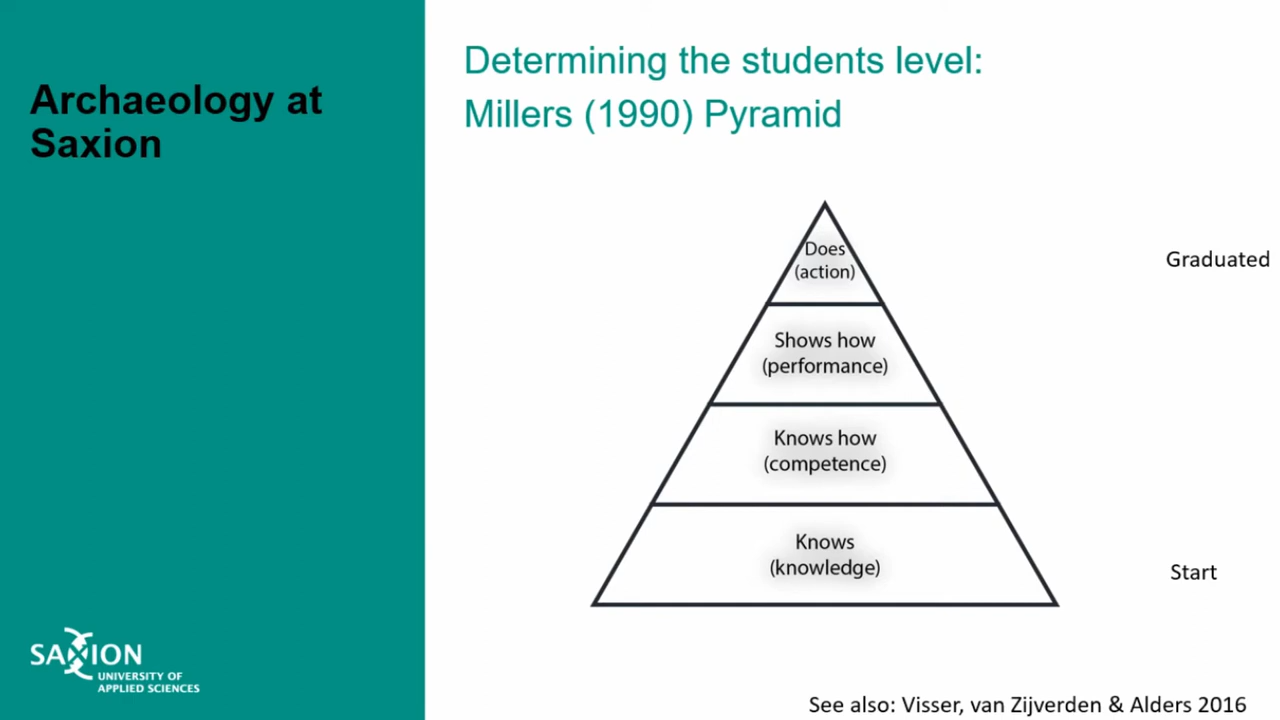 Archaeology at
Saxion
Determining the students level:
Millers (1990) Pyramid
Does
(action)
Graduated
Shows how
(performance)
Knows how
(competence)
Knows
(knowledge)
Start
SAXION
UNIVERSITY OF
APPLIED SCIENCES
See also: Visser, van Zijverden & Alders 2016